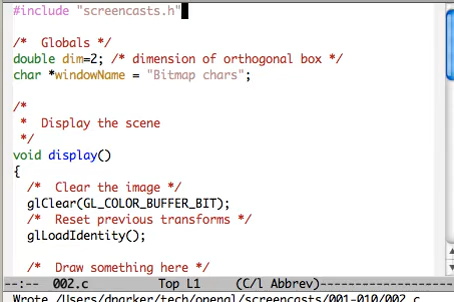 #include "screencasts.h"
/*  Globals */
double dim=2; /* dimension of orthogonal box */
char *windowName = "Bitmap chars";
/*
 *  Display the scene
 */
void display()
{
  /*  Clear the image */
  glClear(GL_COLOR_BUFFER_BIT);
  /*  Reset previous transforms */
  glLoadIdentity();
  /*  Draw something here */
--:--  002.c          Top L1     (C/l Abbrev)--------------------
Wrote /Users/dparker/tech/opengl/screencasts/001-010/002.c